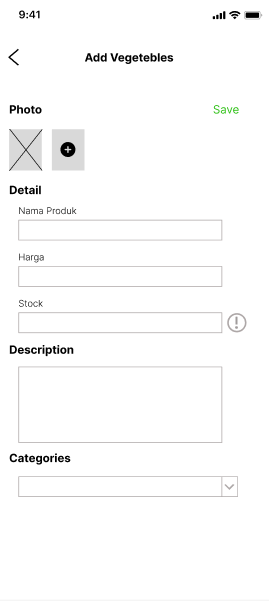 9:41
Add Vegetebles
Photo
Save
Detail
Nama Produk
Harga
Stock
Description
Categories